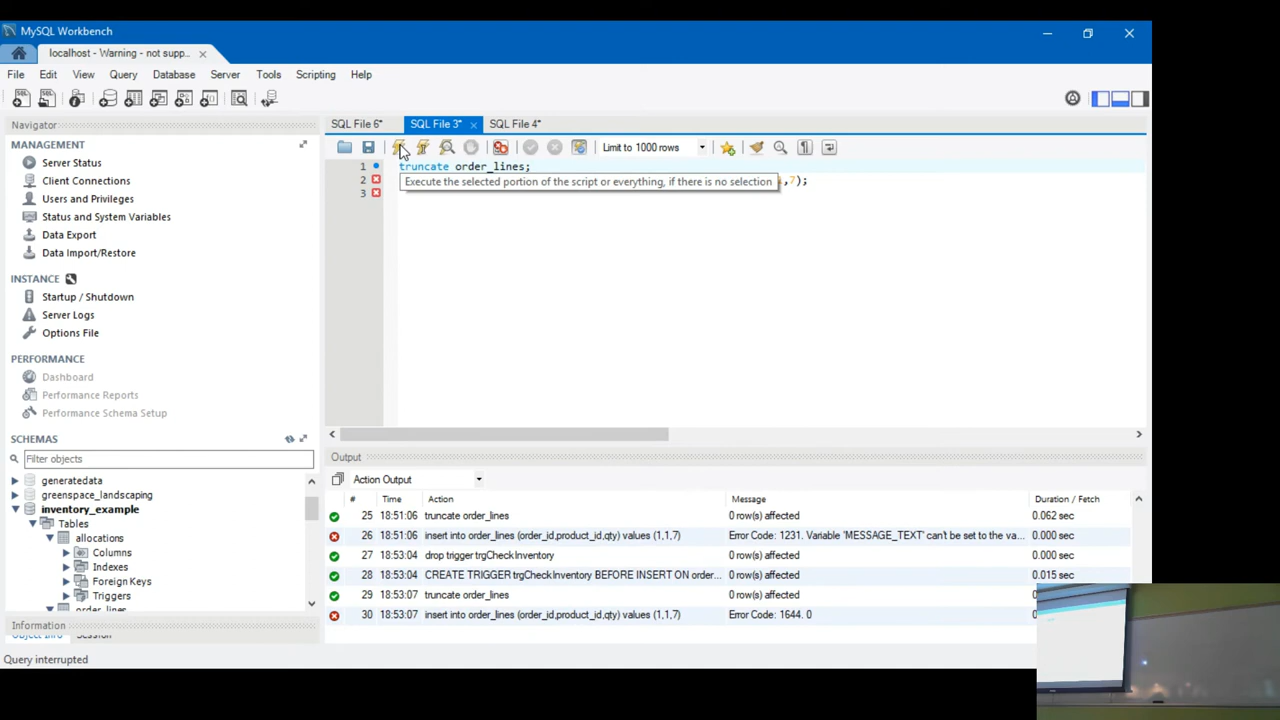 MySQL Workbench
localhost - Warning - not supp...
File Edit View Query Database Server Tools Scripting Help
Navigator
SQL File 6* SQL File 3* SQL File 4*
MANAGEMENT
Server Status
Client Connections
Users and Privileges
Status and System Variables
Data Export
Data Import/Restore
INSTANCE
Startup / Shutdown
Server Logs
Options File
PERFORMANCE
Dashboard
Performance Reports
Performance Schema Setup
SCHEMAS
Filter objects
generatedata
greenspace_landscaping
inventory_example
Tables
allocations
Columns
Indexes
Foreign Keys
Triggers
order_lines
Information
Object Info Session
Query interrupted
Limit to 1000 rows
1 truncate order_lines;
Execute the selected portion of the script or everything, if there is no selection
2 ,7);
3
Output
Action Output
# Time Action Message Duration / Fetch
25 18:51:06 truncate order_lines 0 row(s) affected 0.062 sec
26 18:51:06 insert into order_lines (order_id,product_id,qty) values (1,1,7) Error Code: 1231. Variable 'MESSAGE_TEXT' can't be set to the va... 0.000 sec
27 18:53:04 drop trigger trgCheckInventory 0 row(s) affected 0.000 sec
28 18:53:04 CREATE TRIGGER trgCheckInventory BEFORE INSERT ON order... 0 row(s) affected 0.015 sec
29 18:53:07 truncate order_lines 0 row(s) affected
30 18:53:07 insert into order_lines (order_id,product_id,qty) values (1,1,7) Error Code: 1644. 0